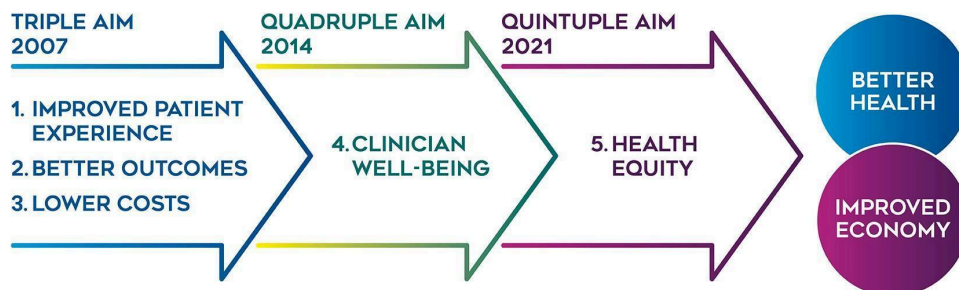 TRIPLE AIM
2007
1. IMPROVED PATIENT
EXPERIENCE
2. BETTER OUTCOMES
3. LOWER COSTS
QUADRUPLE AIM
2014
4. CLINICIAN
WELL-BEING
QUINTUPLE AIM
2021
5. HEALTH
EQUITY
BETTER
HEALTH
IMPROVED
ECONOMY